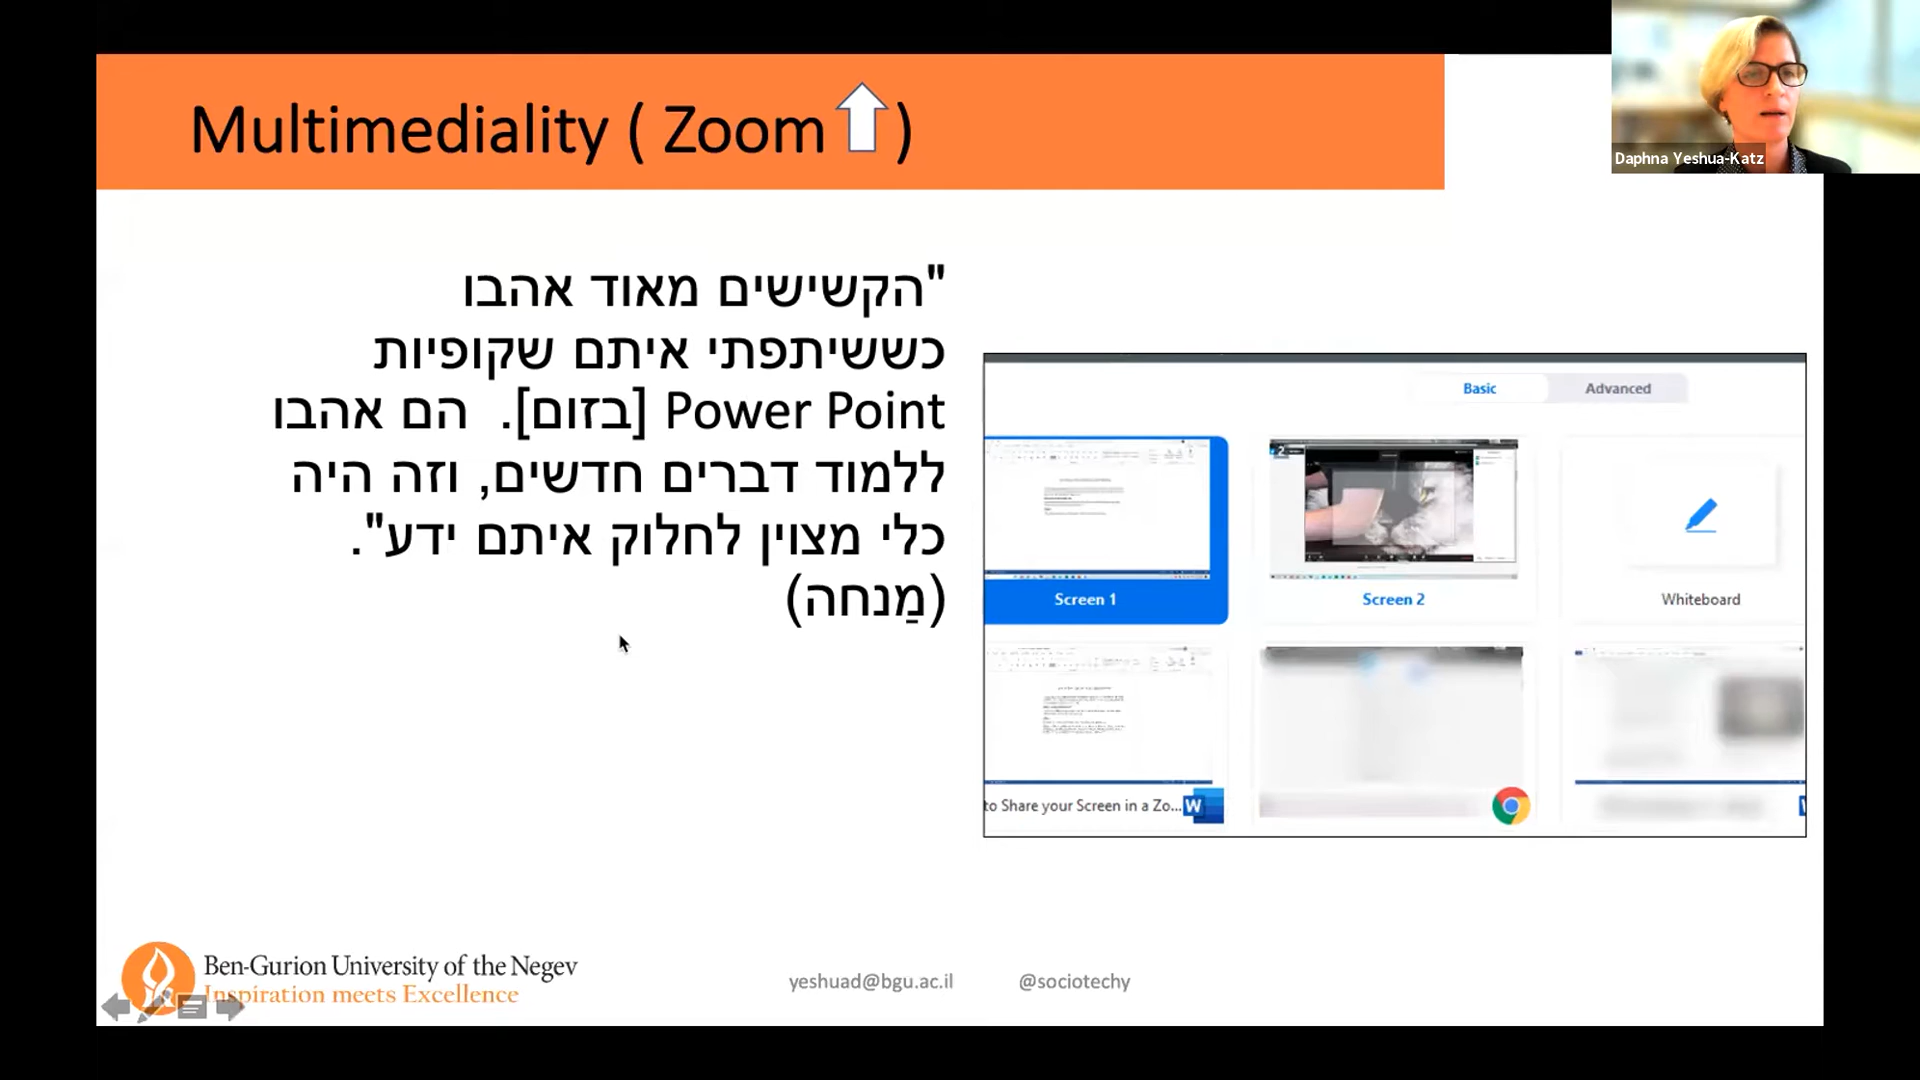 Multimediality ( Zoom )
Daphna Yeshua-Katz
"הקשישים מאוד אהבו
כששיתפתי איתם שקופיות
Power Point [בזום]. הם אהבו
ללמוד דברים חדשים, וזה היה
כלי מצוין לחלוק איתם ידע".
(מַנחה)
Basic
Advanced
2
Screen 1
Screen 2
Whiteboard
to Share your Screen in a Zo...
W
Ben-Gurion University of the Negev
Inspiration meets Excellence
yeshuad@bgu.ac.il
@sociotechy